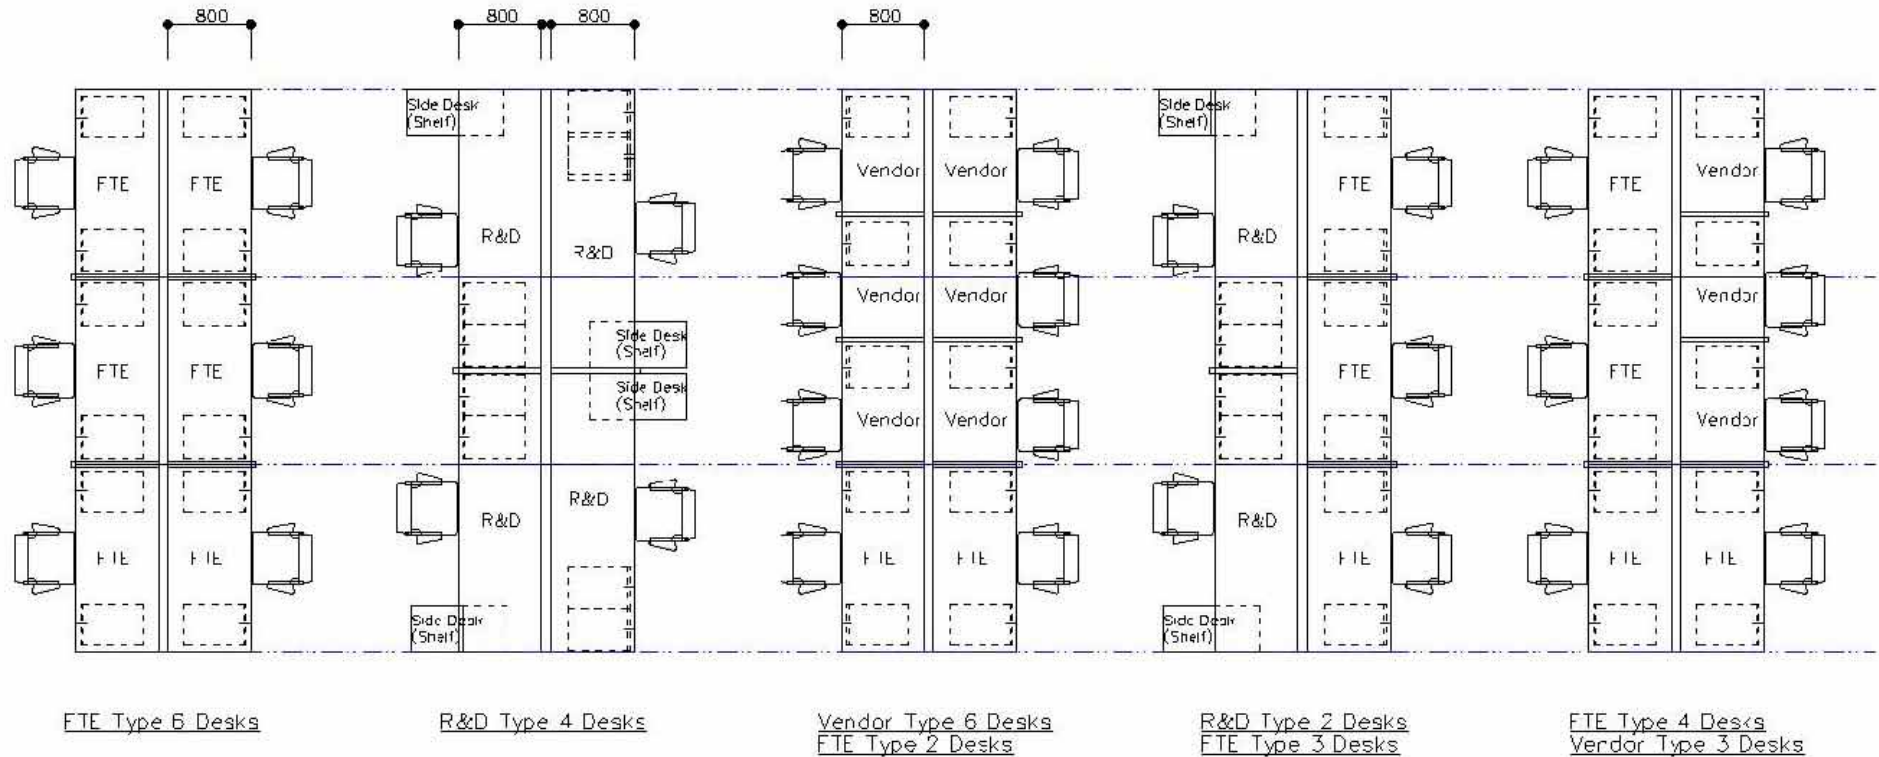 800
800
800
800
Side Desk
(Shelf)
Side Desk
(Shelf)
Vendor
Vendor
Vendor
FTE
FTE
FTE
FTE
R&D
R&D
R&D
Vendor
Vendor
Vendor
Side Desk
(Shelf)
FTE
FTE
FTE
FTE
Vendor
Side Desk
(Shelf)
Vendor
Vendor
Vendor
R&D
R&D
R&D
FTE
FTE
FTE
FTE
FTE
FTE
FTE
Side Desk
(Shelf)
Side Desk
(Shelf)
FTE Type 6 Desks
R&D Type 4 Desks
Vendor Type 6 Desks
FTE Type 2 Desks
R&D Type 2 Desks
FTE Type 3 Desks
FTE Type 4 Desks
Vendor Type 3 Desks